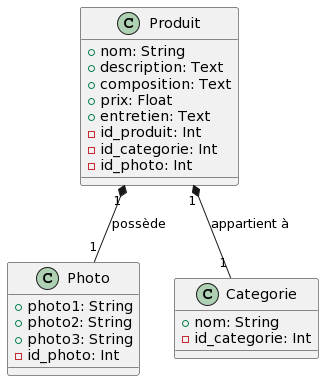 C Produit
nom: String
description: Text
composition: Text
prix: Float
entretien: Text
id_produit: Int
id_categorie: Int
id_photo: Int
1 1
possède appartient à
1 1
C Photo
photo1: String
photo2: String
photo3: String
id_photo: Int
C Categorie
nom: String
id_categorie: Int